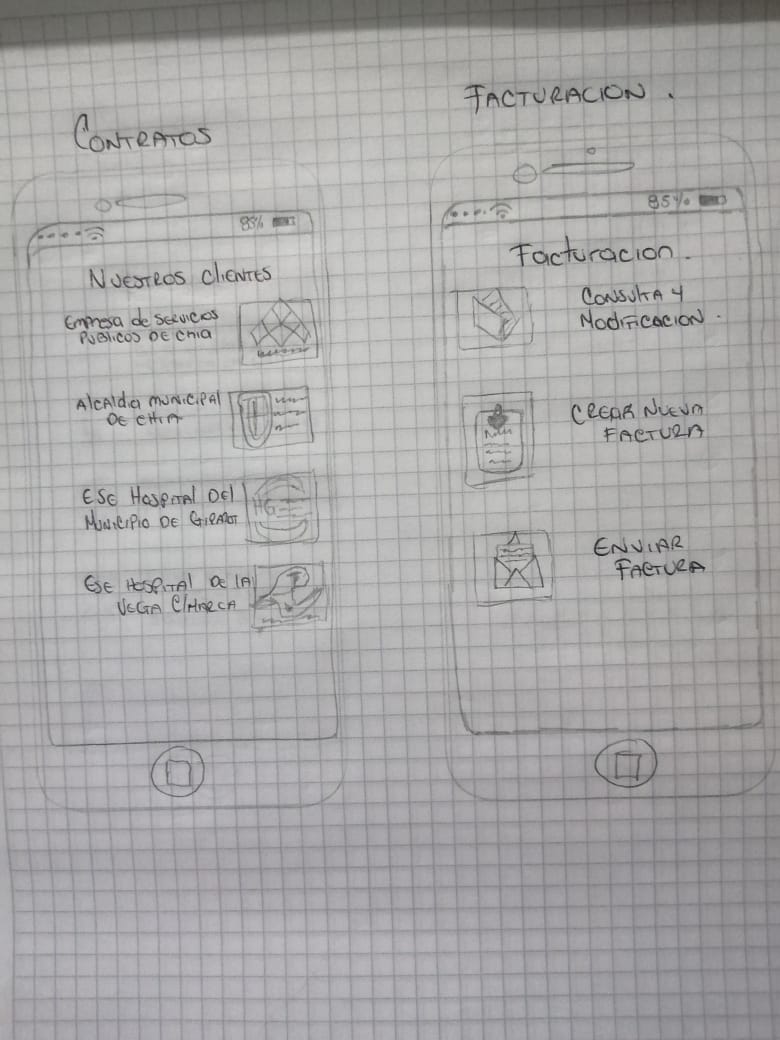 CONTRATOS
85%
NUESTROS CLIENTES
Empresa de Servicios
PUBLICOS DE CHIA
ALCALDIA MUNICIPAL
DE CHIA
ESE HOSPITAL DEL
MUNICIPIO DE GIRARDOT
ESE HOSPITAL DE LA
VEGA C/MARCA
FACTURACION.
85%
Facturacion.
CONSULTA Y
MODIFICACION.
CREAR NUEVA
FACTURA
ENVIAR
FACTURA